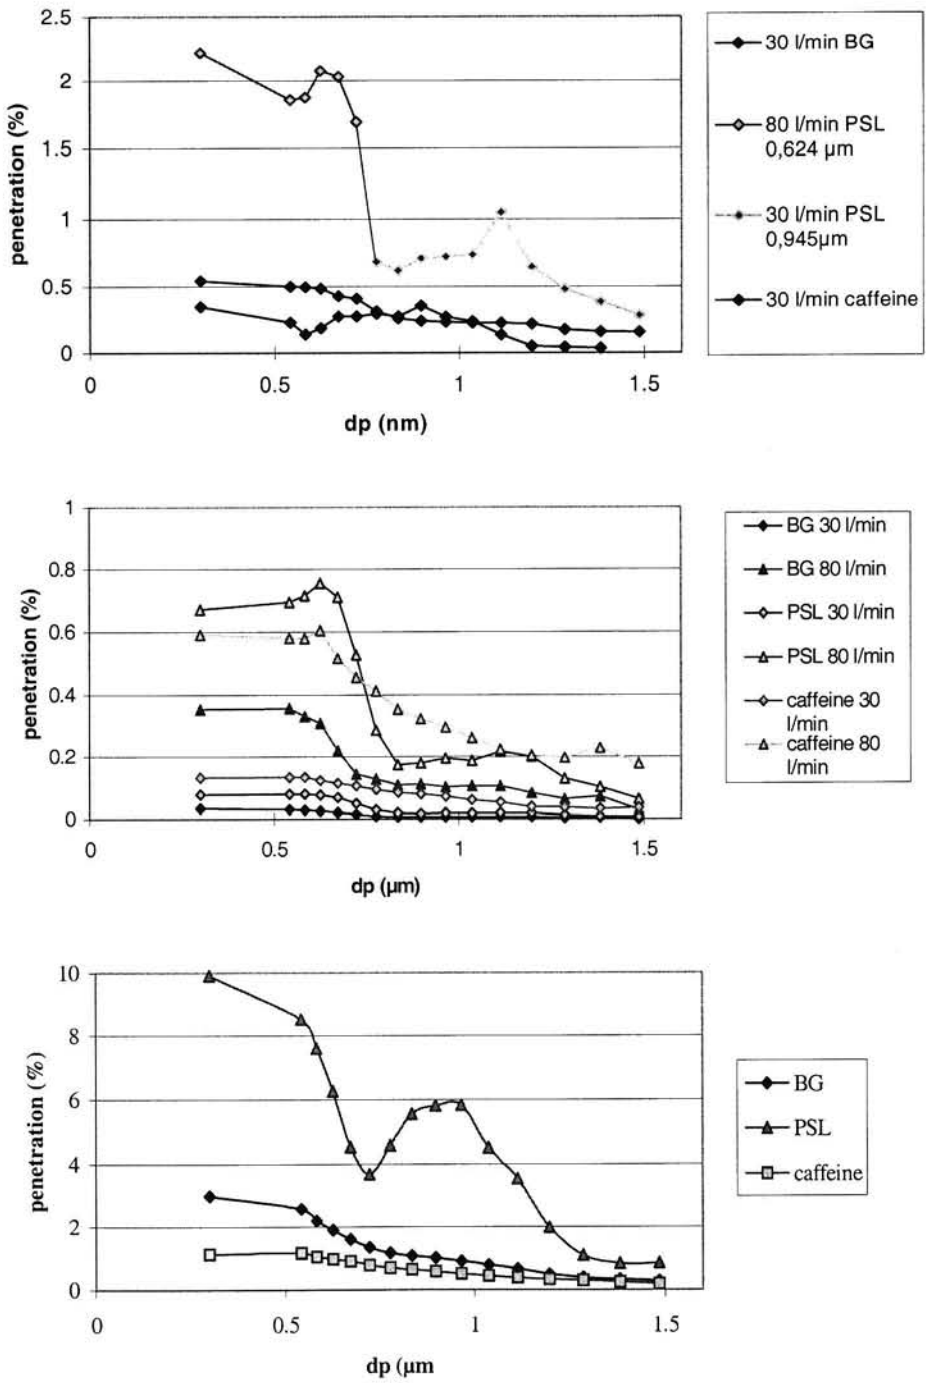 2.5
2
1.5
1
0.5
0
penetration (%)
0
0.5
1
1.5
dp (nm)
30 l/min BG
80 l/min PSL
0,624 µm
30 l/min PSL
0,945µm
30 l/min caffeine
1
0.8
0.6
0.4
0.2
0
penetration (%)
0
0.5
1
1.5
dp (µm)
BG 30 l/min
BG 80 l/min
PSL 30 l/min
PSL 80 l/min
caffeine 30
l/min
caffeine 80
l/min
10
8
6
4
2
0
penetration (%)
0
0.5
1
1.5
dp (µm
BG
PSL
caffeine